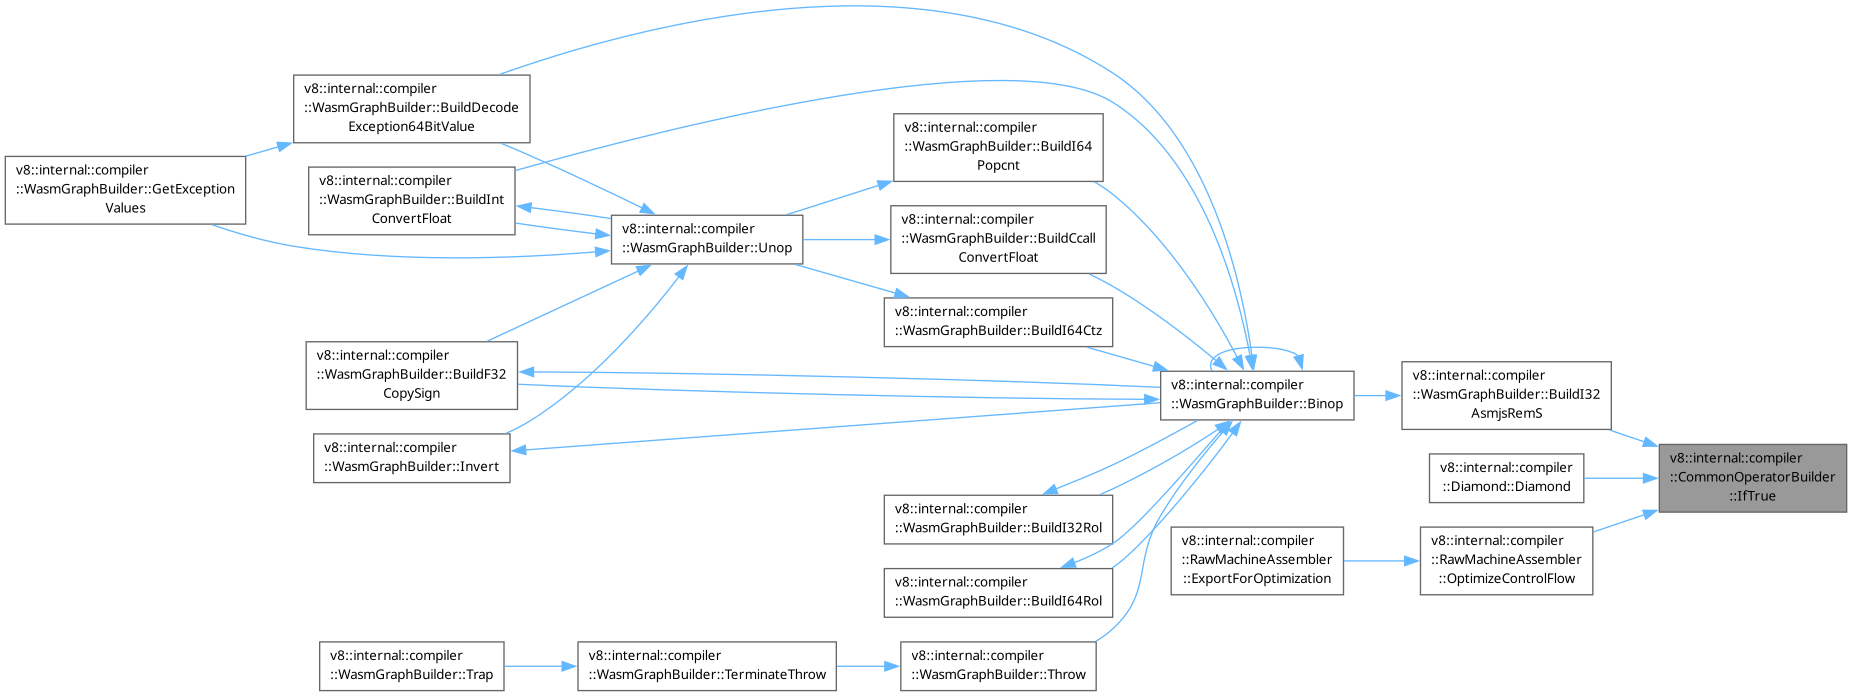 v8::internal::compiler
::WasmGraphBuilder::BuildDecode
Exception64BitValue
v8::internal::compiler
::WasmGraphBuilder::GetException
Values
v8::internal::compiler
::WasmGraphBuilder::BuildInt
ConvertFloat
v8::internal::compiler
::WasmGraphBuilder::Unop
v8::internal::compiler
::WasmGraphBuilder::BuildI64
Popcnt
v8::internal::compiler
::WasmGraphBuilder::BuildCcall
ConvertFloat
v8::internal::compiler
::WasmGraphBuilder::BuildI64Ctz
v8::internal::compiler
::WasmGraphBuilder::BuildF32
CopySign
v8::internal::compiler
::WasmGraphBuilder::Invert
v8::internal::compiler
::WasmGraphBuilder::Binop
v8::internal::compiler
::WasmGraphBuilder::BuildI32
AsmjsRemS
v8::internal::compiler
::Diamond::Diamond
v8::internal::compiler
::CommonOperatorBuilder
::IfTrue
v8::internal::compiler
::WasmGraphBuilder::BuildI32Rol
v8::internal::compiler
::RawMachineAssembler
::ExportForOptimization
v8::internal::compiler
::RawMachineAssembler
::OptimizeControlFlow
v8::internal::compiler
::WasmGraphBuilder::BuildI64Rol
v8::internal::compiler
::WasmGraphBuilder::Trap
v8::internal::compiler
::WasmGraphBuilder::TerminateThrow
v8::internal::compiler
::WasmGraphBuilder::Throw